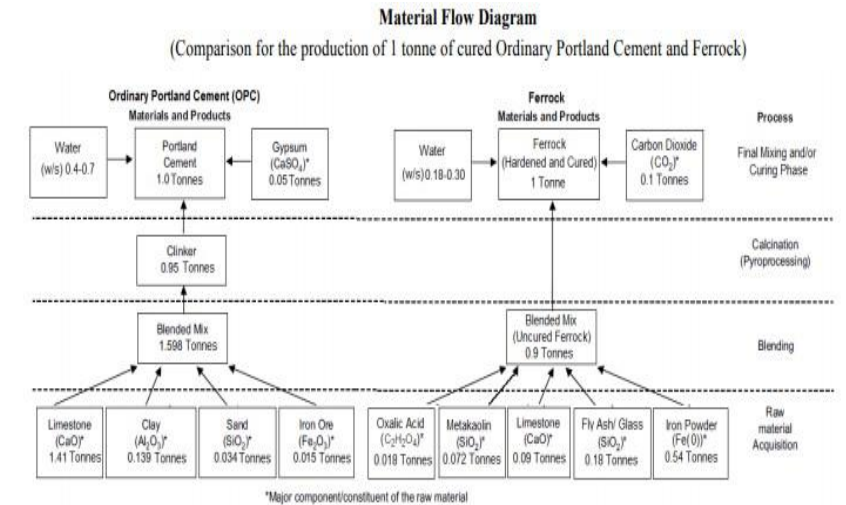 Material Flow Diagram
(Comparison for the production of 1 tonne of cured Ordinary Portland Cement and Ferrock)
Ordinary Portland Cement (OPC)
Materials and Products
Ferrock
Materials and Products
Process
Water
(w/s) 0.4-0.7
Portland
Cement
1.0 Tonnes
Gypsum
(CaSO₄)*
0.05 Tonnes
Water
(w/s) 0.18-0.30
Ferrock
(Hardened and Cured)
1 Tonne
Carbon Dioxide
(CO₂)*
0.1 Tonnes
Final Mixing and/or
Curing Phase
Clinker
0.95 Tonnes
Calcination
(Pyroprocessing)
Blended Mix
1.598 Tonnes
Blended Mix
(Uncured Ferrock)
0.9 Tonnes
Blending
Limestone
(CaO)*
1.41 Tonnes
Clay
(Al₂O₃)*
0.139 Tonnes
Sand
(SiO₂)*
0.034 Tonnes
Iron Ore
(Fe₂O₃)*
0.015 Tonnes
Oxalic Acid
(C₂H₂O₄)*
0.018 Tonnes
Metakaolin
(SiO₂)*
0.072 Tonnes
Limestone
(CaO)*
0.09 Tonnes
Fly Ash/ Glass
(SiO₂)*
0.18 Tonnes
Iron Powder
(Fe(0))*
0.54 Tonnes
Raw
material
Acquisition
*Major component/constituent of the raw material